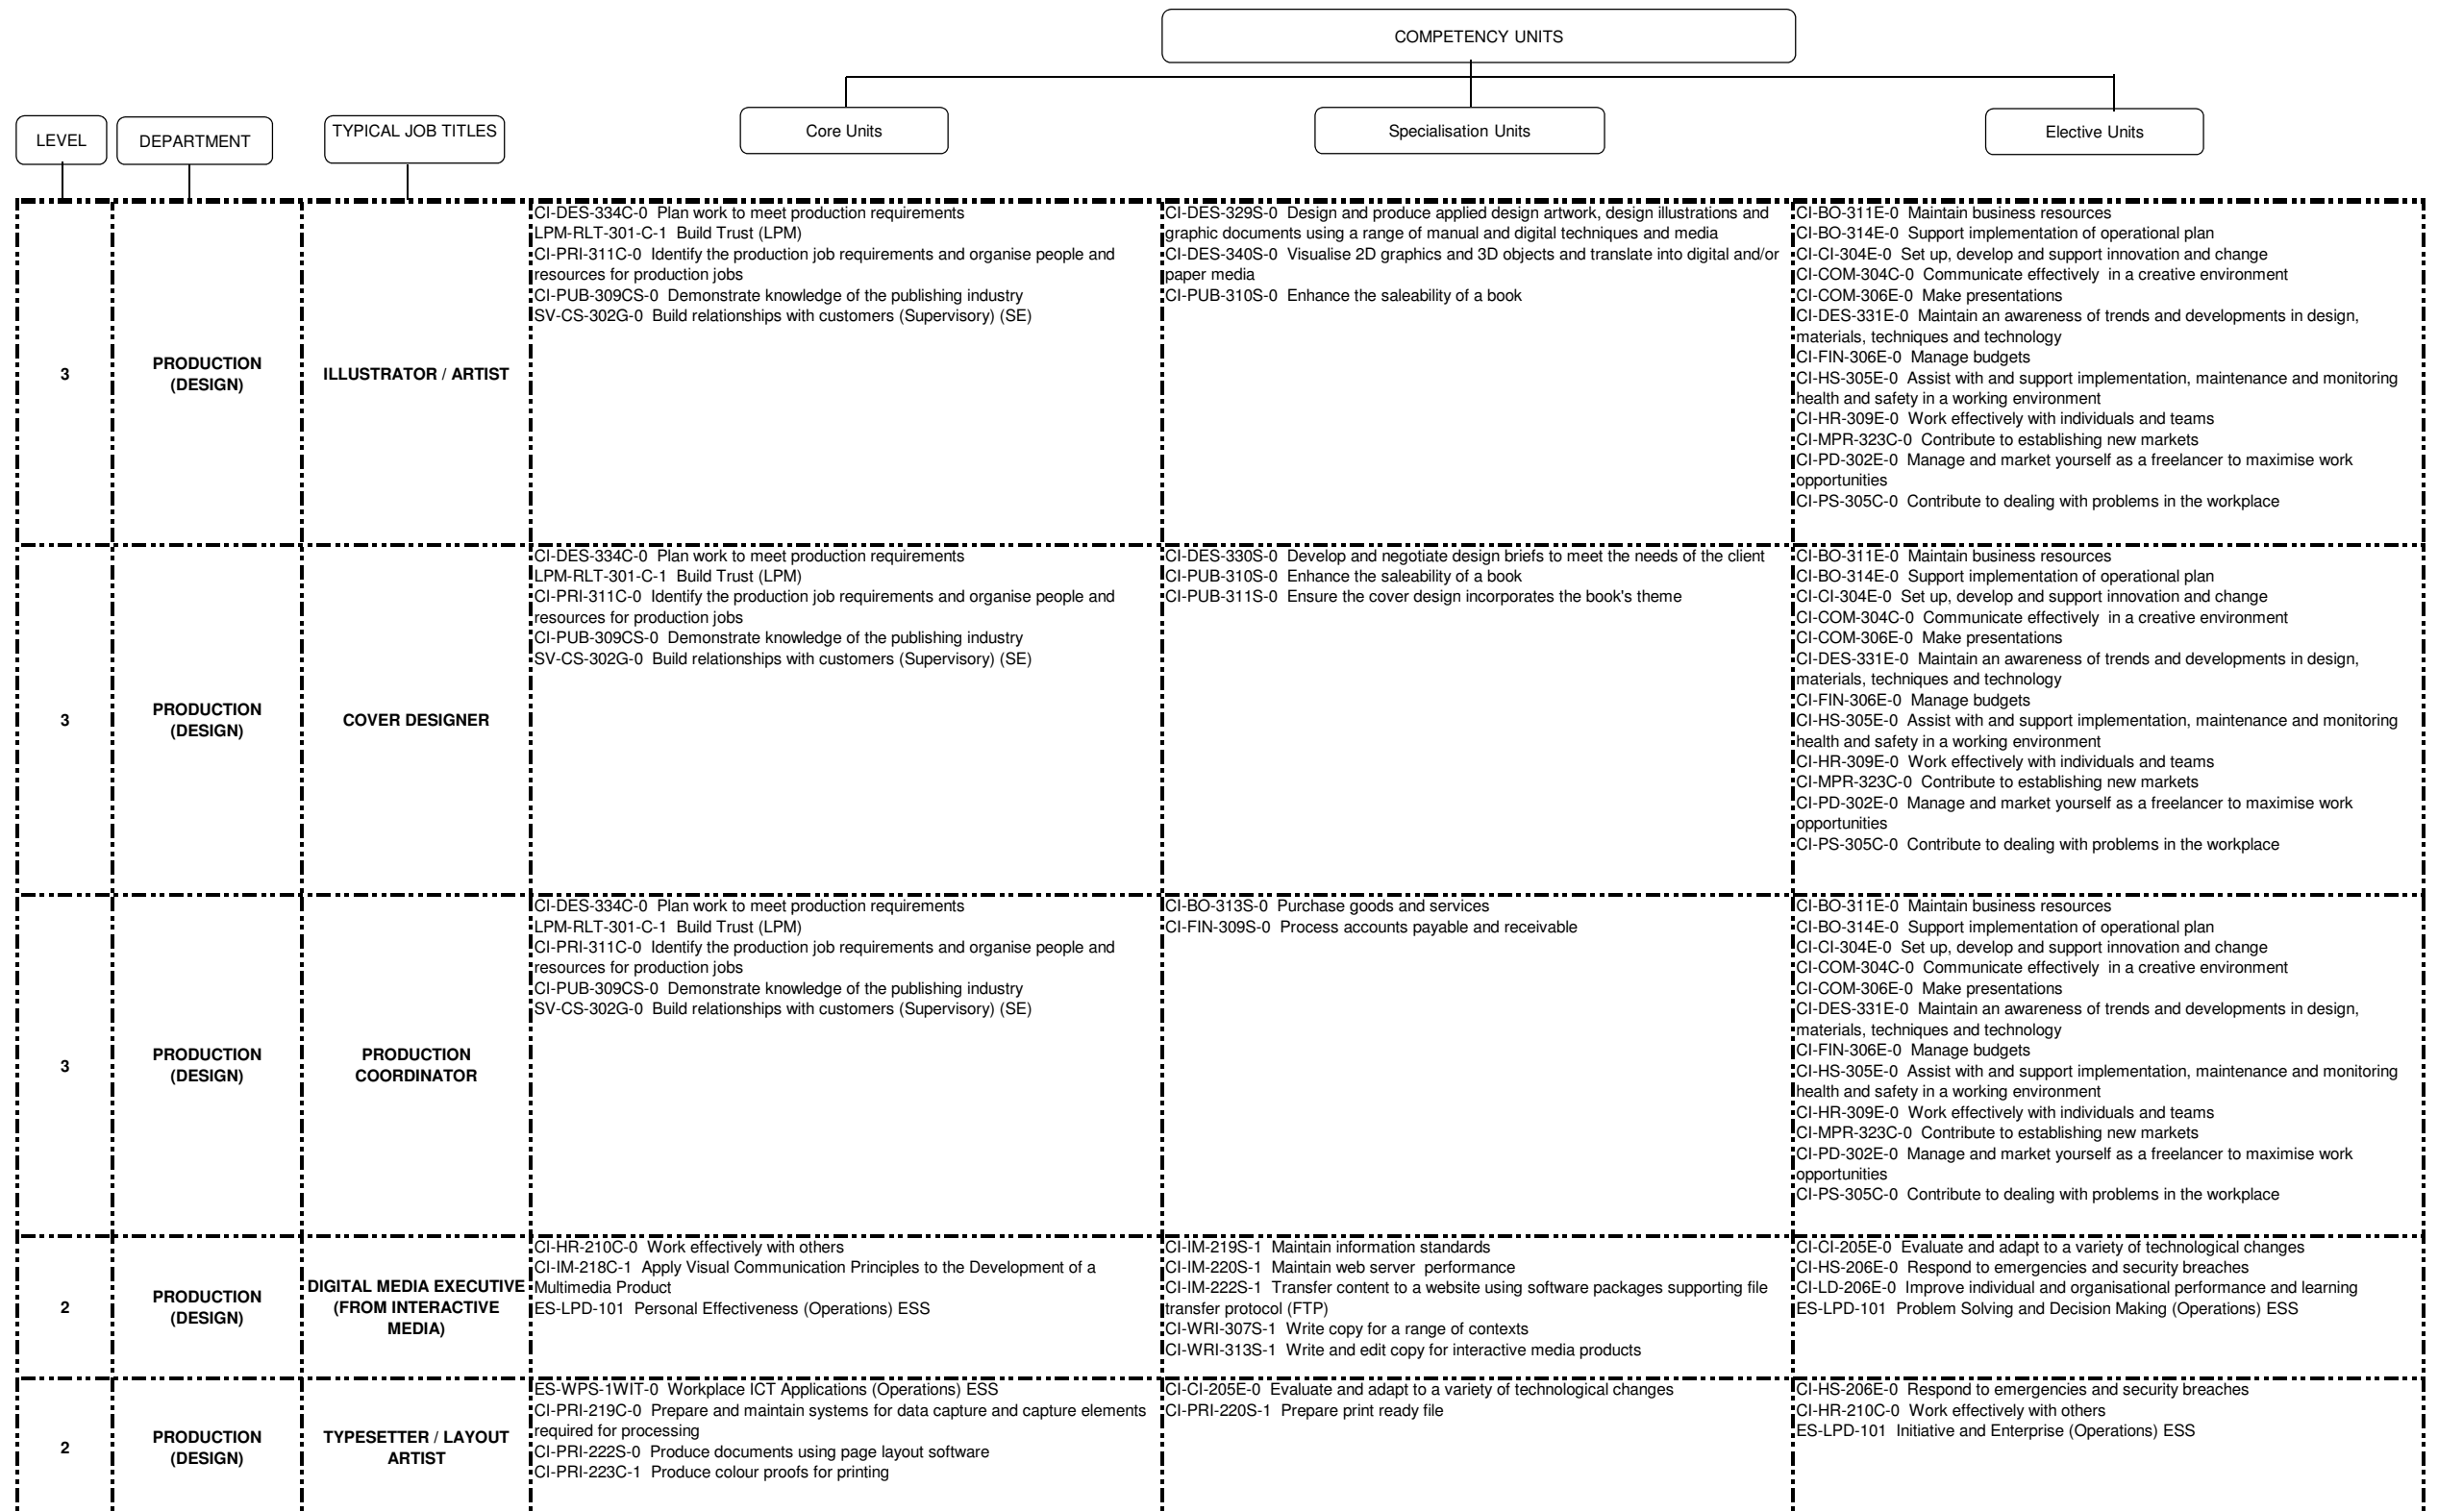 COMPETENCY UNITS
LEVEL
DEPARTMENT
TYPICAL JOB TITLES
Core Units
Specialisation Units
Elective Units
3
PRODUCTION
(DESIGN)
ILLUSTRATOR / ARTIST
CI-DES-334C-0 Plan work to meet production requirements
LPM-RLT-301-C-1 Build Trust (LPM)
CI-PRI-311C-0 Identify the production job requirements and organise people and
resources for production jobs
CI-PUB-309CS-0 Demonstrate knowledge of the publishing industry
SV-CS-302G-0 Build relationships with customers (Supervisory) (SE)
CI-DES-329S-0 Design and produce applied design artwork, design illustrations and
graphic documents using a range of manual and digital techniques and media
CI-DES-340S-0 Visualise 2D graphics and 3D objects and translate into digital and/or
paper media
CI-PUB-310S-0 Enhance the saleability of a book
CI-BO-311E-0 Maintain business resources
CI-BO-314E-0 Support implementation of operational plan
CI-CI-304E-0 Set up, develop and support innovation and change
CI-COM-304C-0 Communicate effectively in a creative environment
CI-COM-306E-0 Make presentations
CI-DES-331E-0 Maintain an awareness of trends and developments in design,
materials, techniques and technology
CI-FIN-306E-0 Manage budgets
CI-HS-305E-0 Assist with and support implementation, maintenance and monitoring
health and safety in a working environment
CI-HR-309E-0 Work effectively with individuals and teams
CI-MPR-323C-0 Contribute to establishing new markets
CI-PD-302E-0 Manage and market yourself as a freelancer to maximise work
opportunities
CI-PS-305C-0 Contribute to dealing with problems in the workplace
3
PRODUCTION
(DESIGN)
COVER DESIGNER
CI-DES-334C-0 Plan work to meet production requirements
LPM-RLT-301-C-1 Build Trust (LPM)
CI-PRI-311C-0 Identify the production job requirements and organise people and
resources for production jobs
CI-PUB-309CS-0 Demonstrate knowledge of the publishing industry
SV-CS-302G-0 Build relationships with customers (Supervisory) (SE)
CI-DES-330S-0 Develop and negotiate design briefs to meet the needs of the client
CI-PUB-310S-0 Enhance the saleability of a book
CI-PUB-311S-0 Ensure the cover design incorporates the book's theme
CI-BO-311E-0 Maintain business resources
CI-BO-314E-0 Support implementation of operational plan
CI-CI-304E-0 Set up, develop and support innovation and change
CI-COM-304C-0 Communicate effectively in a creative environment
CI-COM-306E-0 Make presentations
CI-DES-331E-0 Maintain an awareness of trends and developments in design,
materials, techniques and technology
CI-FIN-306E-0 Manage budgets
CI-HS-305E-0 Assist with and support implementation, maintenance and monitoring
health and safety in a working environment
CI-HR-309E-0 Work effectively with individuals and teams
CI-MPR-323C-0 Contribute to establishing new markets
CI-PD-302E-0 Manage and market yourself as a freelancer to maximise work
opportunities
CI-PS-305C-0 Contribute to dealing with problems in the workplace
3
PRODUCTION
(DESIGN)
PRODUCTION
COORDINATOR
CI-DES-334C-0 Plan work to meet production requirements
LPM-RLT-301-C-1 Build Trust (LPM)
CI-PRI-311C-0 Identify the production job requirements and organise people and
resources for production jobs
CI-PUB-309CS-0 Demonstrate knowledge of the publishing industry
SV-CS-302G-0 Build relationships with customers (Supervisory) (SE)
CI-BO-313S-0 Purchase goods and services
CI-FIN-309S-0 Process accounts payable and receivable
CI-BO-311E-0 Maintain business resources
CI-BO-314E-0 Support implementation of operational plan
CI-CI-304E-0 Set up, develop and support innovation and change
CI-COM-304C-0 Communicate effectively in a creative environment
CI-COM-306E-0 Make presentations
CI-DES-331E-0 Maintain an awareness of trends and developments in design,
materials, techniques and technology
CI-FIN-306E-0 Manage budgets
CI-HS-305E-0 Assist with and support implementation, maintenance and monitoring
health and safety in a working environment
CI-HR-309E-0 Work effectively with individuals and teams
CI-MPR-323C-0 Contribute to establishing new markets
CI-PD-302E-0 Manage and market yourself as a freelancer to maximise work
opportunities
CI-PS-305C-0 Contribute to dealing with problems in the workplace
2
PRODUCTION
(DESIGN)
DIGITAL MEDIA EXECUTIVE
(FROM INTERACTIVE
MEDIA)
CI-HR-210C-0 Work effectively with others
CI-IM-218C-1 Apply Visual Communication Principles to the Development of a
Multimedia Product
ES-LPD-101 Personal Effectiveness (Operations) ESS
CI-IM-219S-1 Maintain information standards
CI-IM-220S-1 Maintain web server performance
CI-IM-222S-1 Transfer content to a website using software packages supporting file
transfer protocol (FTP)
CI-WRI-307S-1 Write copy for a range of contexts
CI-WRI-313S-1 Write and edit copy for interactive media products
CI-CI-205E-0 Evaluate and adapt to a variety of technological changes
CI-HS-206E-0 Respond to emergencies and security breaches
CI-LD-206E-0 Improve individual and organisational performance and learning
ES-LPD-101 Problem Solving and Decision Making (Operations) ESS
2
PRODUCTION
(DESIGN)
TYPESETTER / LAYOUT
ARTIST
ES-WPS-1WIT-0 Workplace ICT Applications (Operations) ESS
CI-PRI-219C-0 Prepare and maintain systems for data capture and capture elements
required for processing
CI-PRI-222S-0 Produce documents using page layout software
CI-PRI-223C-1 Produce colour proofs for printing
CI-CI-205E-0 Evaluate and adapt to a variety of technological changes
CI-PRI-220S-1 Prepare print ready file
CI-HS-206E-0 Respond to emergencies and security breaches
CI-HR-210C-0 Work effectively with others
ES-LPD-101 Initiative and Enterprise (Operations) ESS